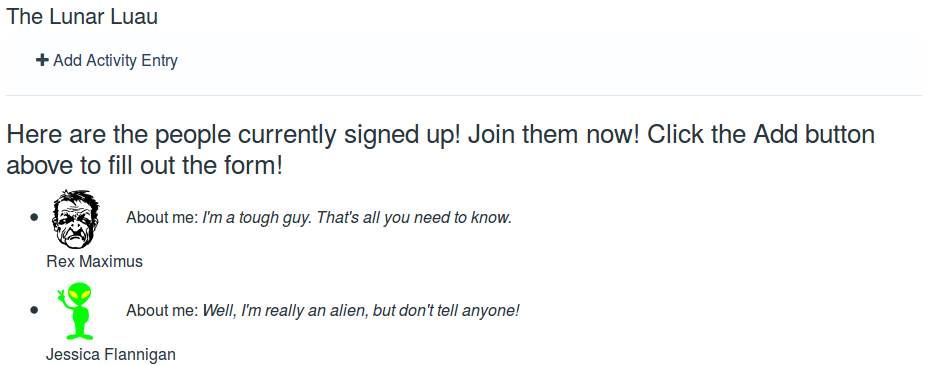 The Lunar Luau
Add Activity Entry
Here are the people currently signed up! Join them now! Click the Add button
above to fill out the form!
About me: I'm a tough guy. That's all you need to know.
Rex Maximus
About me: Well, I'm really an alien, but don't tell anyone!
Jessica Flannigan